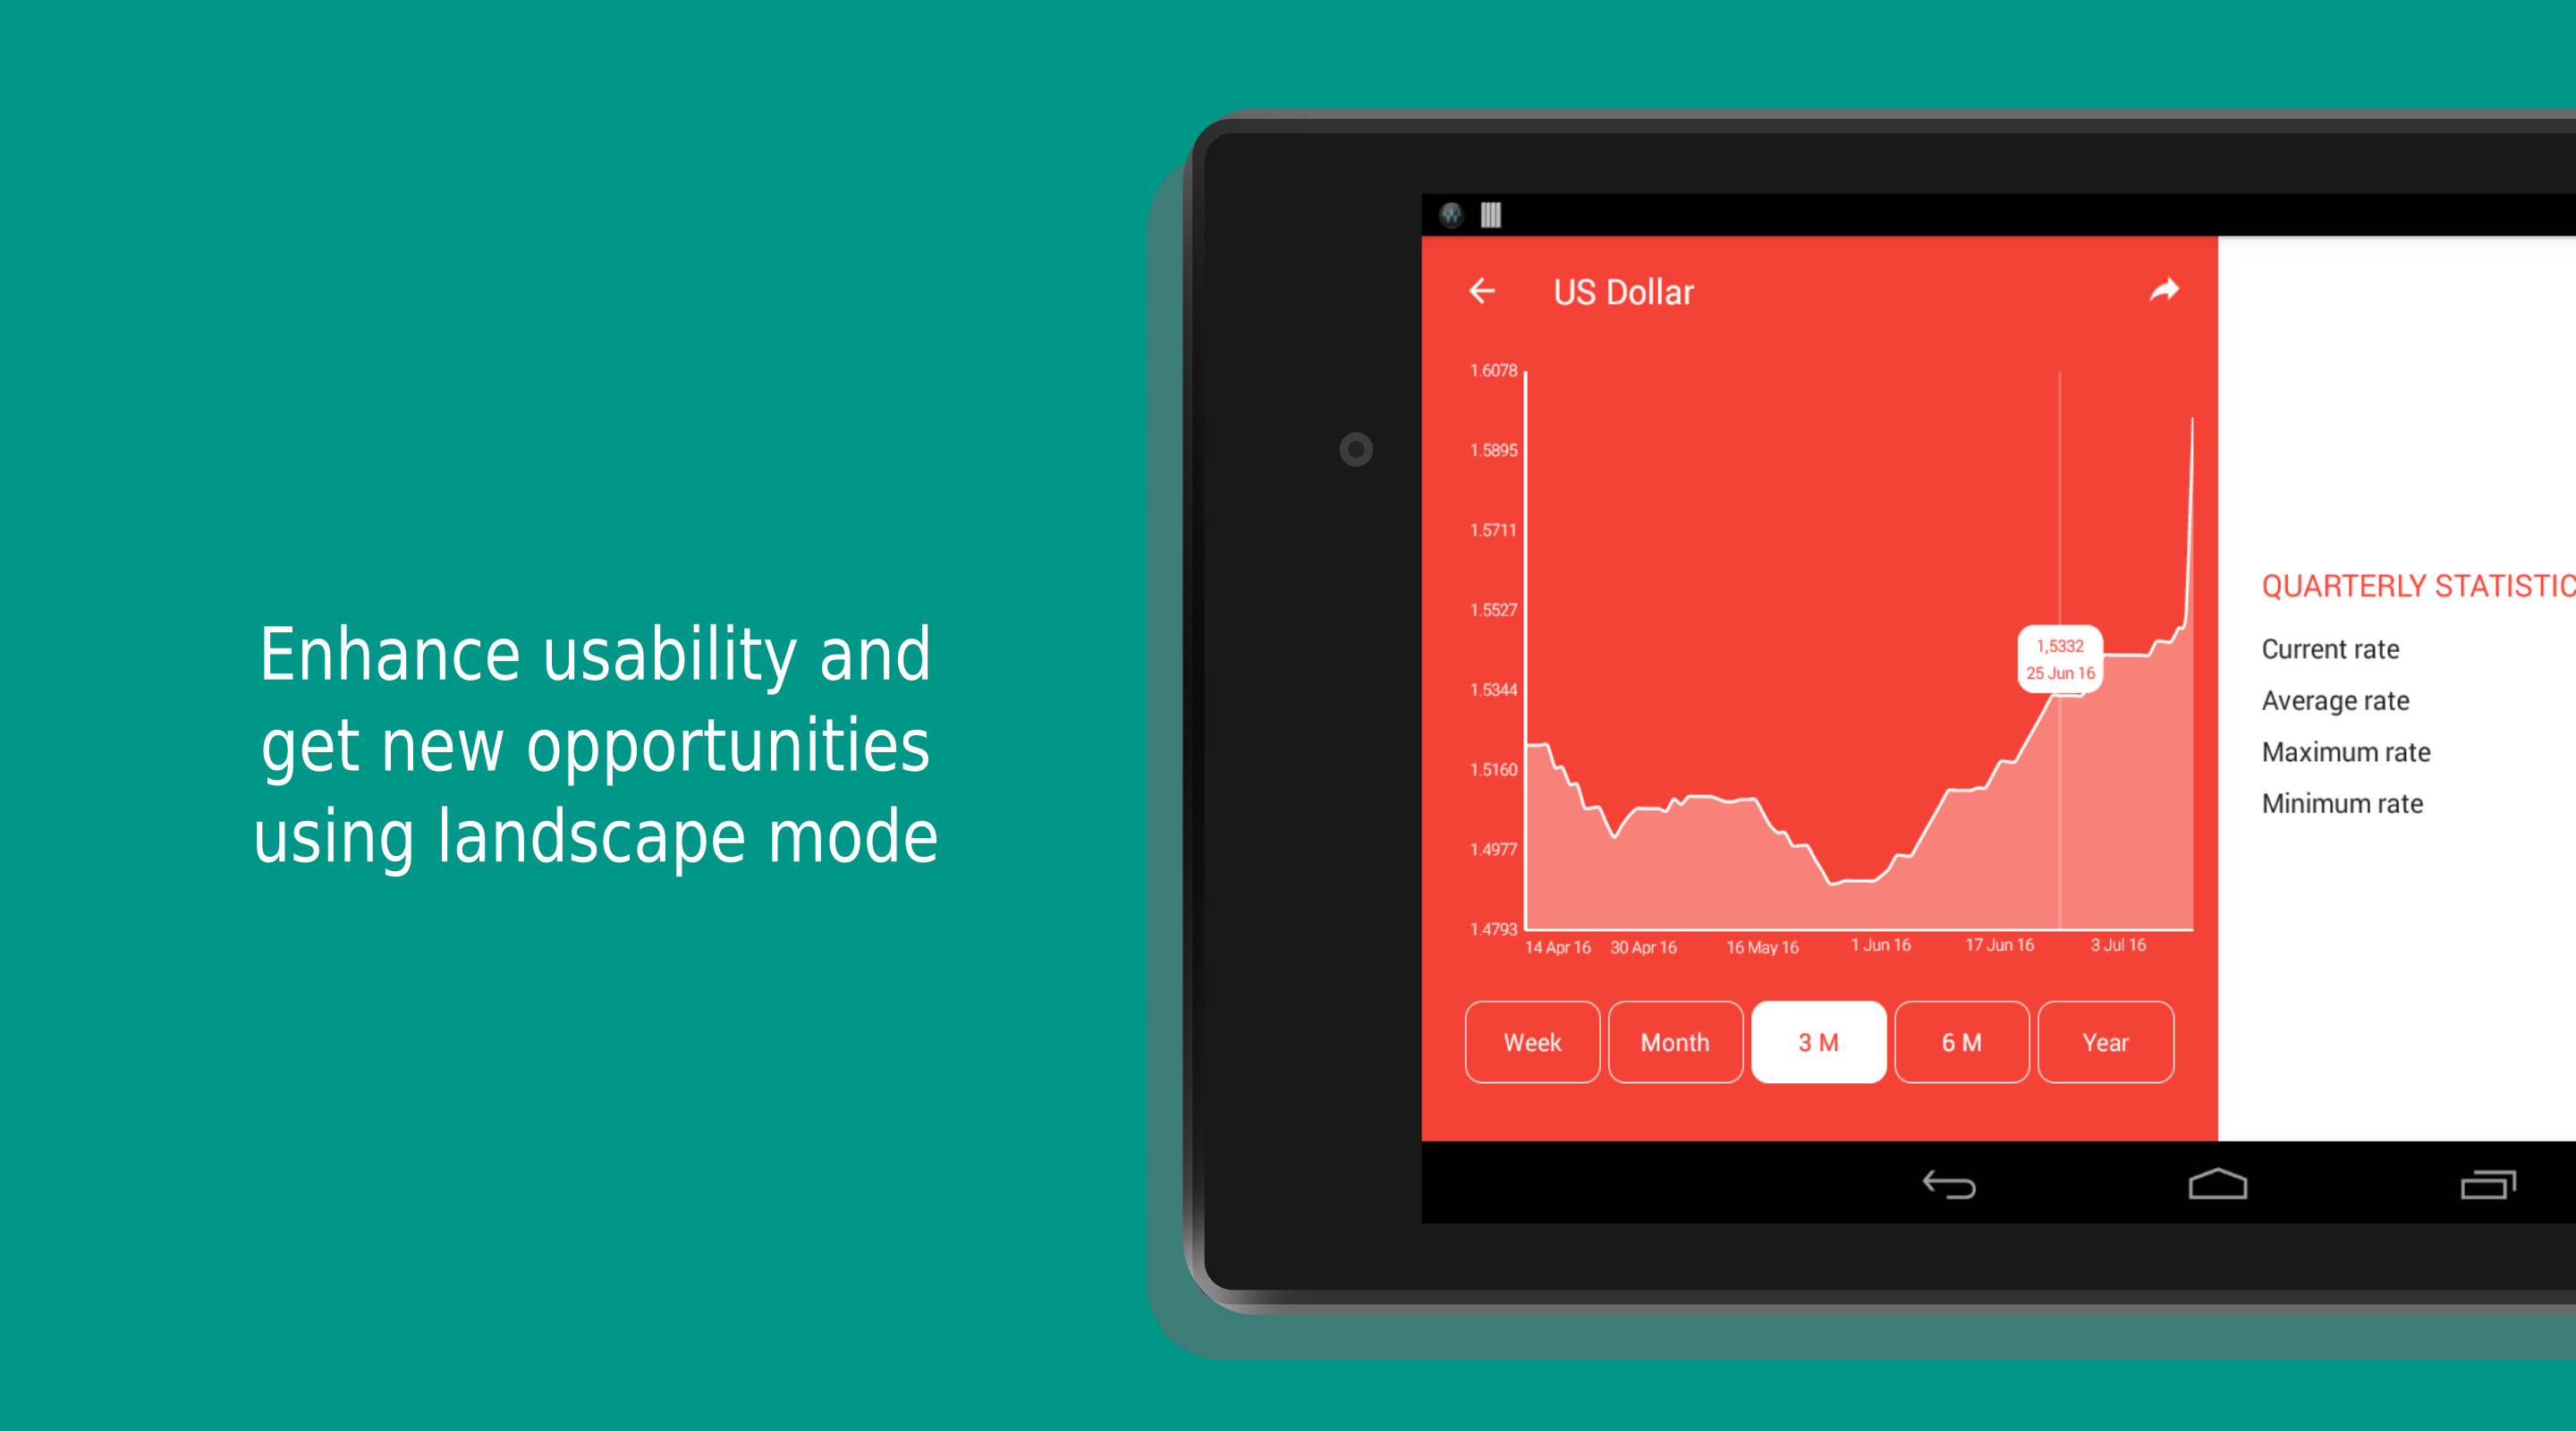 Enhance usability and
get new opportunities
using landscape mode
US Dollar
1.6078
1.5895
1.5711
1.5527
1.5344
1.5160
1.4977
1.4793
1,5332
25 Jun 16
14 Apr 16 30 Apr 16 16 May 16 1 Jun 16 17 Jun 16 3 Jul 16
Week Month 3 M 6 M Year
QUARTERLY STATISTIC
Current rate
Average rate
Maximum rate
Minimum rate